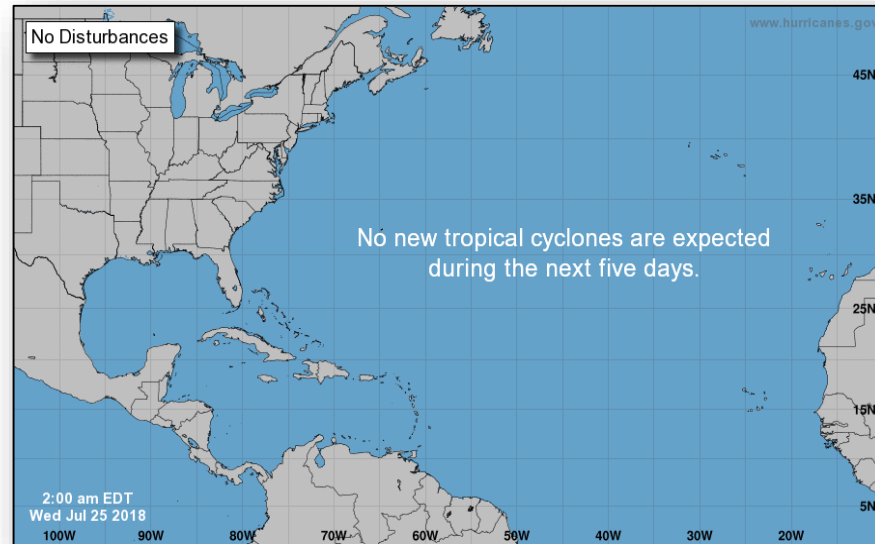 No Disturbances
www.hurricanes.gov
45N
35N
No new tropical cyclones are expected
during the next five days.
25N
15N
2:00 am EDT
Wed Jul 25 2018
5N
100W 90W 80W 70W 60W 50W 40W 30W 20W